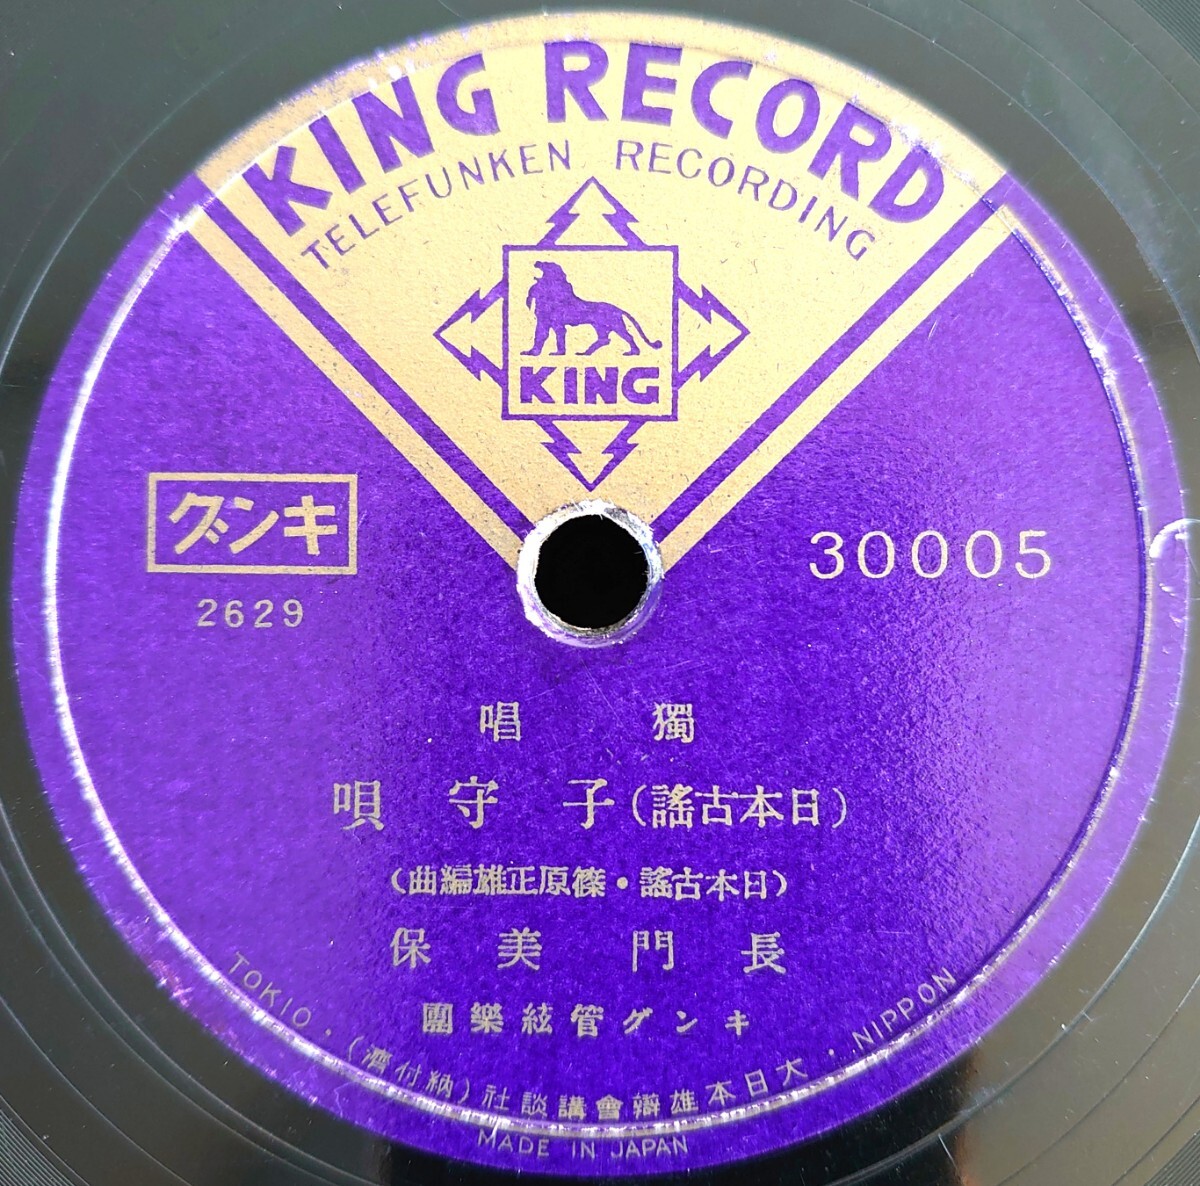 KING RECORD
TELEFUNKEN RECORDING
KING
キング
2629
30005
獨唱
(日本古謠)子守唄
(日本古謠・篠原正雄編曲)
長門美保
キング管絃樂團
NIPPON・大日本雄辯會講談社(納付濟)・TOKIO
MADE IN JAPAN